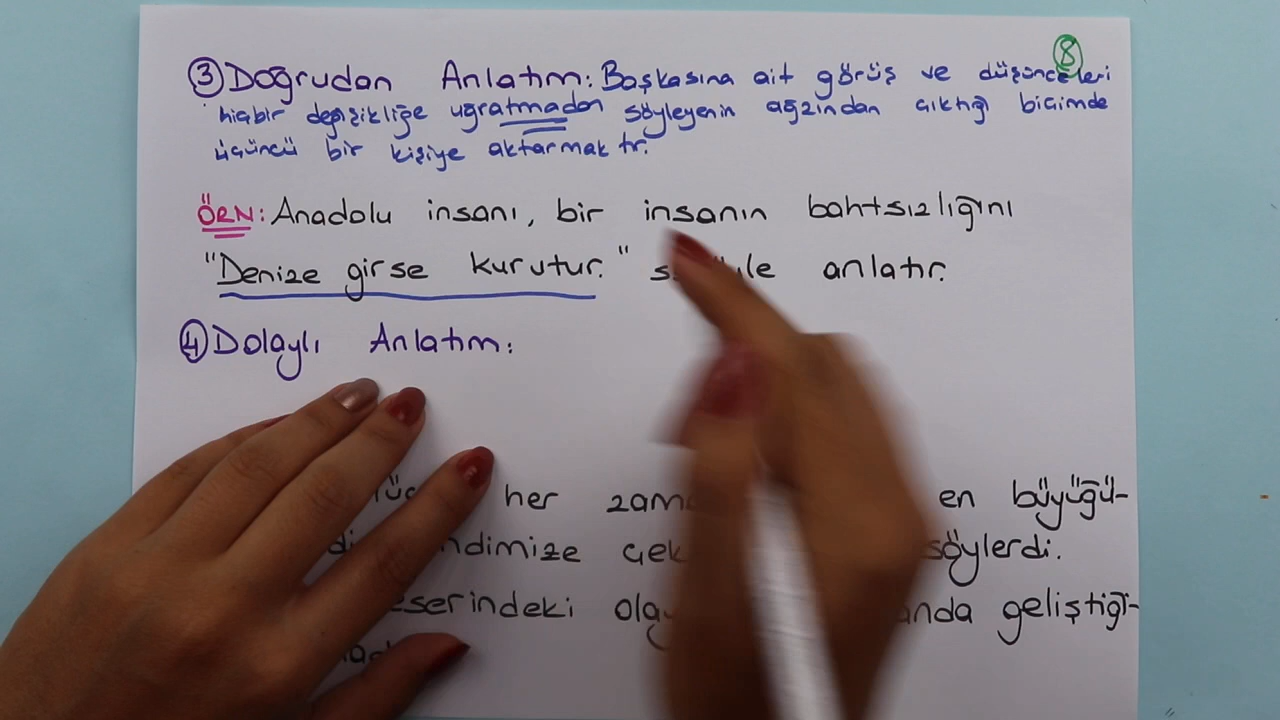 8
3 Doğrudan Anlatım: Başkasına ait görüş ve düşünceleri
hiçbir değişikliğe uğratmadan söyleyenin ağzından çıktığı biçimde
üçüncü bir kişiye aktarmaktır.
ÖRN: Anadolu insanı, bir insanın bahtsızlığını
"Denize girse kurutur." anlatır.
4 Dolaylı Anlatım:
her en büyüğü-
söylerdi.
eserindeki geliştiği-